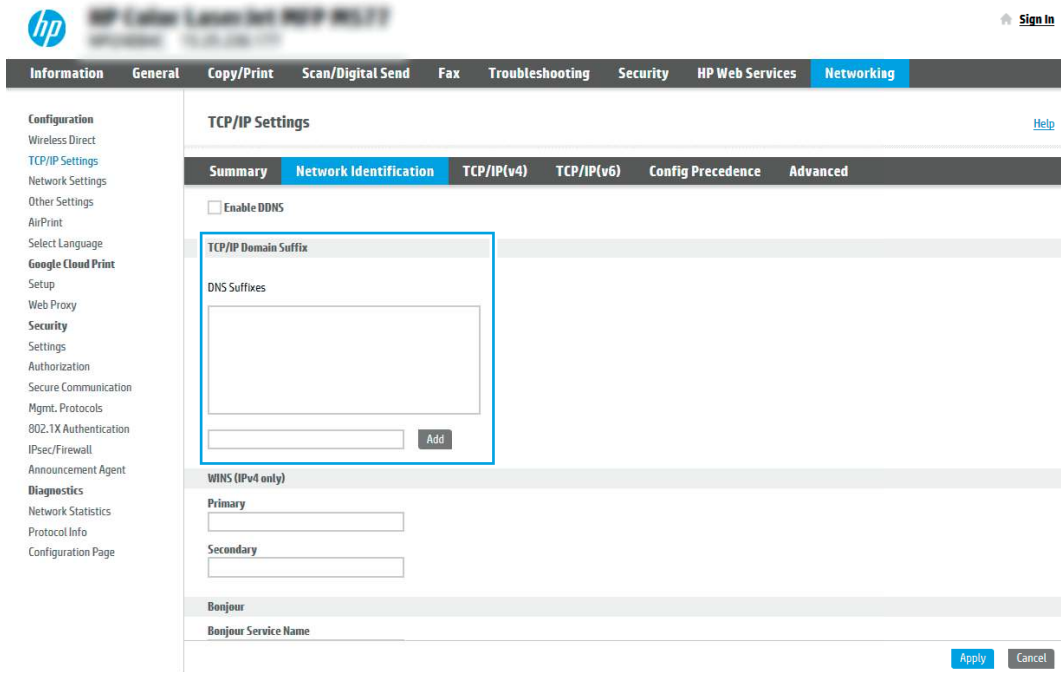 hp
Sign In
Information General Copy/Print Scan/Digital Send Fax Troubleshooting Security HP Web Services Networking
Configuration
Wireless Direct
TCP/IP Settings
Network Settings
Other Settings
AirPrint
Select Language
Google Cloud Print
Setup
Web Proxy
Security
Settings
Authorization
Secure Communication
Mgmt. Protocols
802.1X Authentication
IPsec/Firewall
Announcement Agent
Diagnostics
Network Statistics
Protocol Info
Configuration Page
TCP/IP Settings
Help
Summary Network Identification TCP/IP(v4) TCP/IP(v6) Config Precedence Advanced
Enable DDNS
TCP/IP Domain Suffix
DNS Suffixes
Add
WINS (IPv4 only)
Primary
Secondary
Bonjour
Bonjour Service Name
Apply Cancel